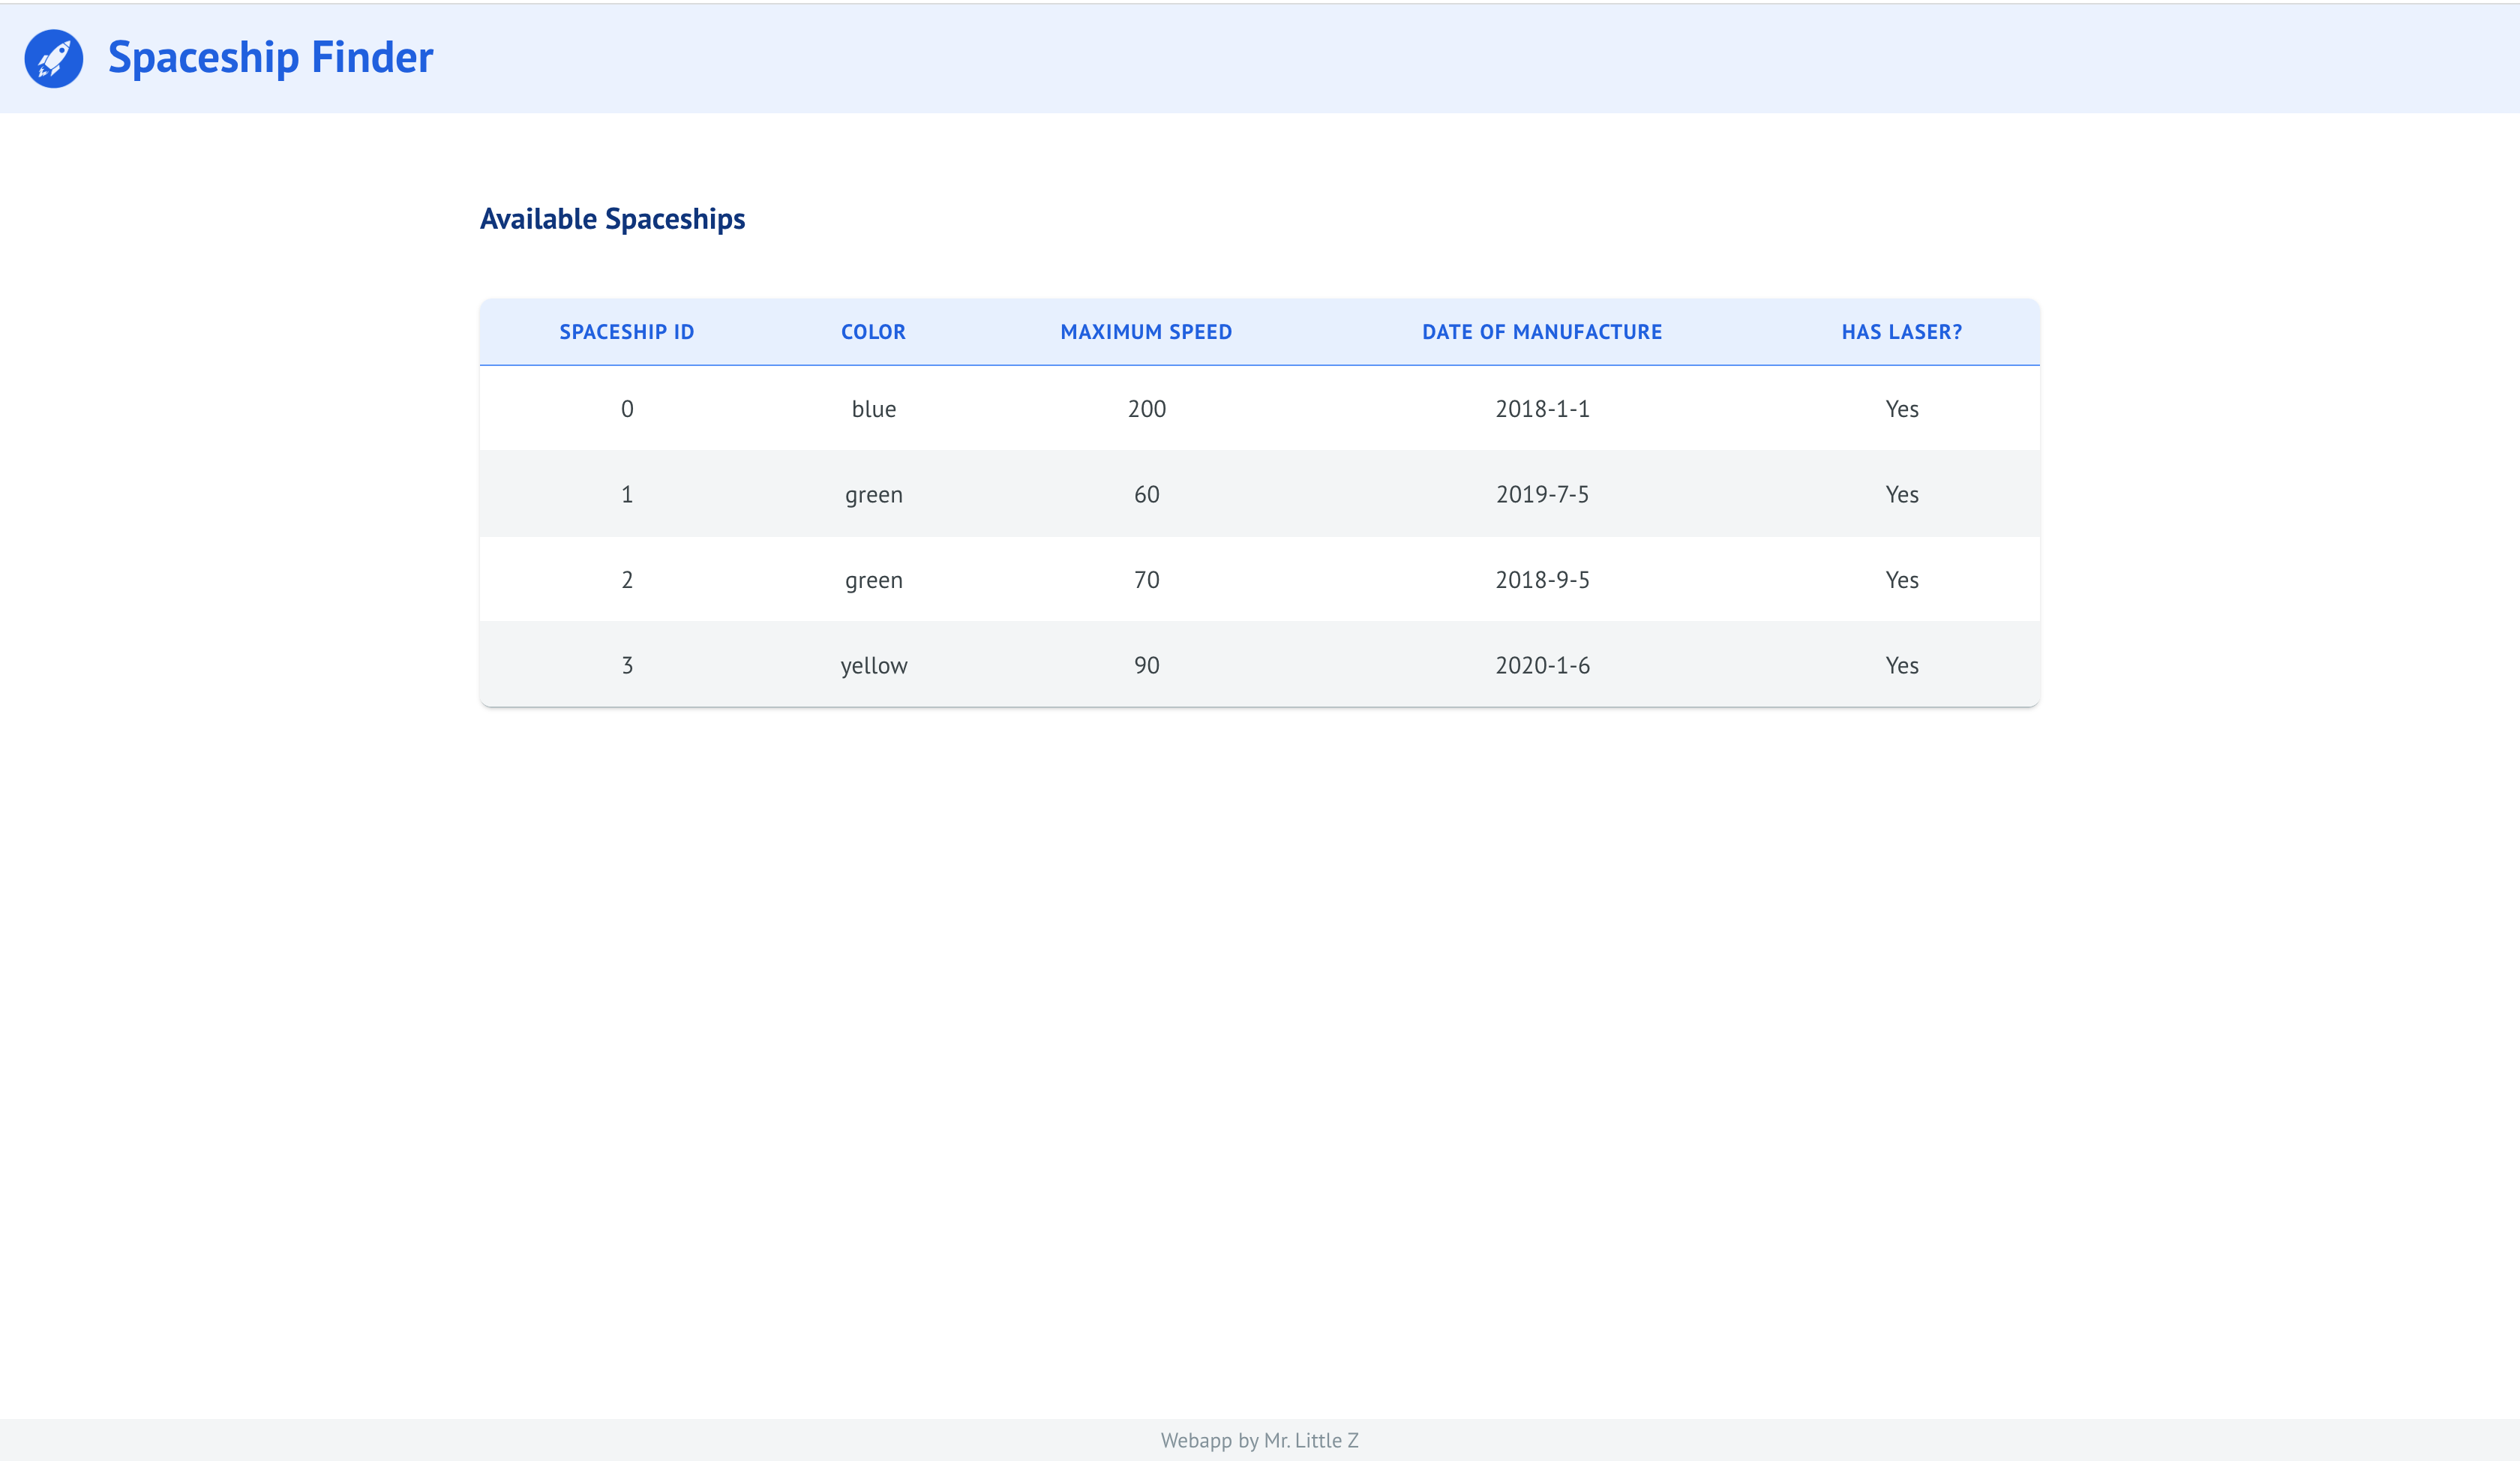 Spaceship Finder
Available Spaceships
SPACESHIP ID COLOR MAXIMUM SPEED DATE OF MANUFACTURE HAS LASER?
0 blue 200 2018-1-1 Yes
1 green 60 2019-7-5 Yes
2 green 70 2018-9-5 Yes
3 yellow 90 2020-1-6 Yes
Webapp by Mr. Little Z